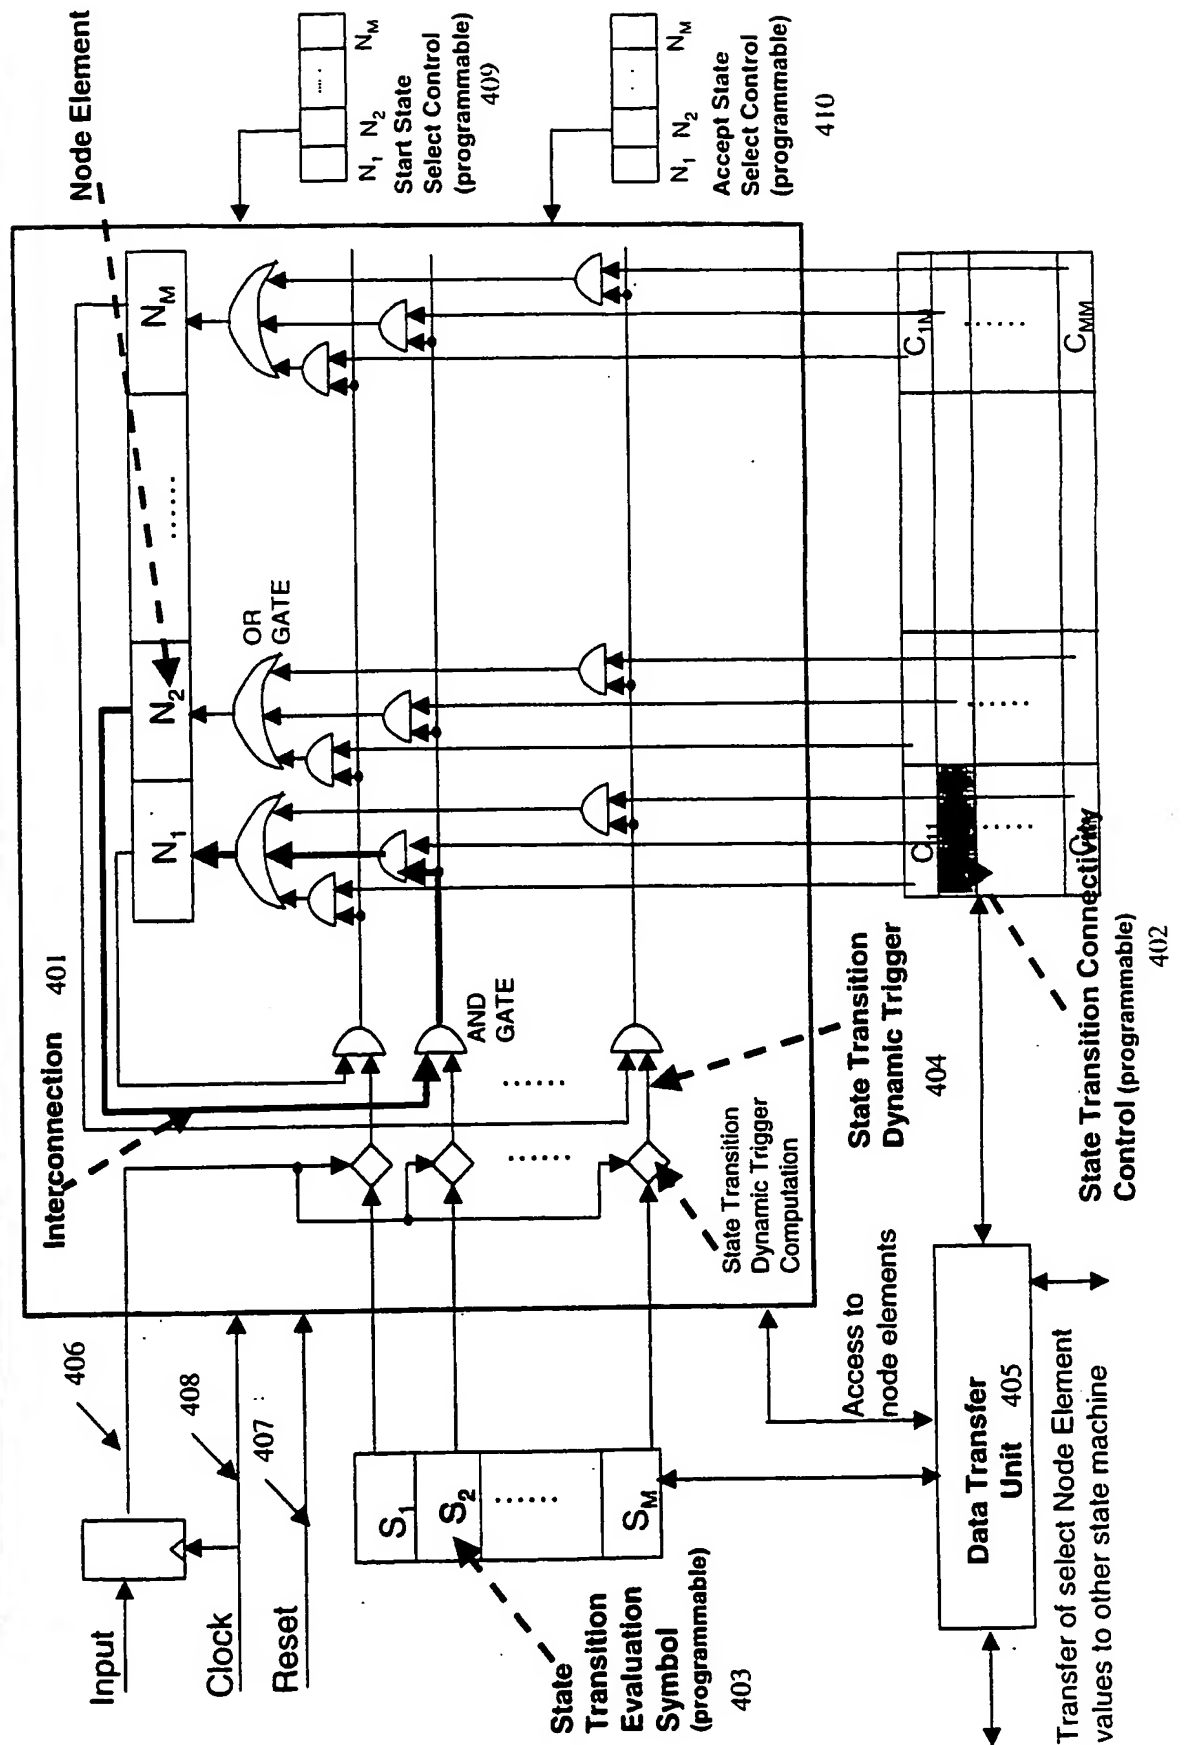 Node Element
N1 N2 NM
Start State
Select Control
(programmable)
409
N1 N2 NM
Accept State
Select Control
(programmable)
410
Interconnection 401
N1
N2
......
NM
OR
GATE
AND
GATE
......
......
State Transition
Dynamic Trigger
404
State Transition
Dynamic Trigger
Computation
C11
C1M
......
......
......
CMM
State Transition Connectivity
Control (programmable)
402
Input
Clock
Reset
406
408
407
S1
S2
......
SM
State
Transition
Evaluation
Symbol
(programmable)
403
Access to
node elements
Data Transfer
Unit 405
Transfer of select Node Element
values to other state machine